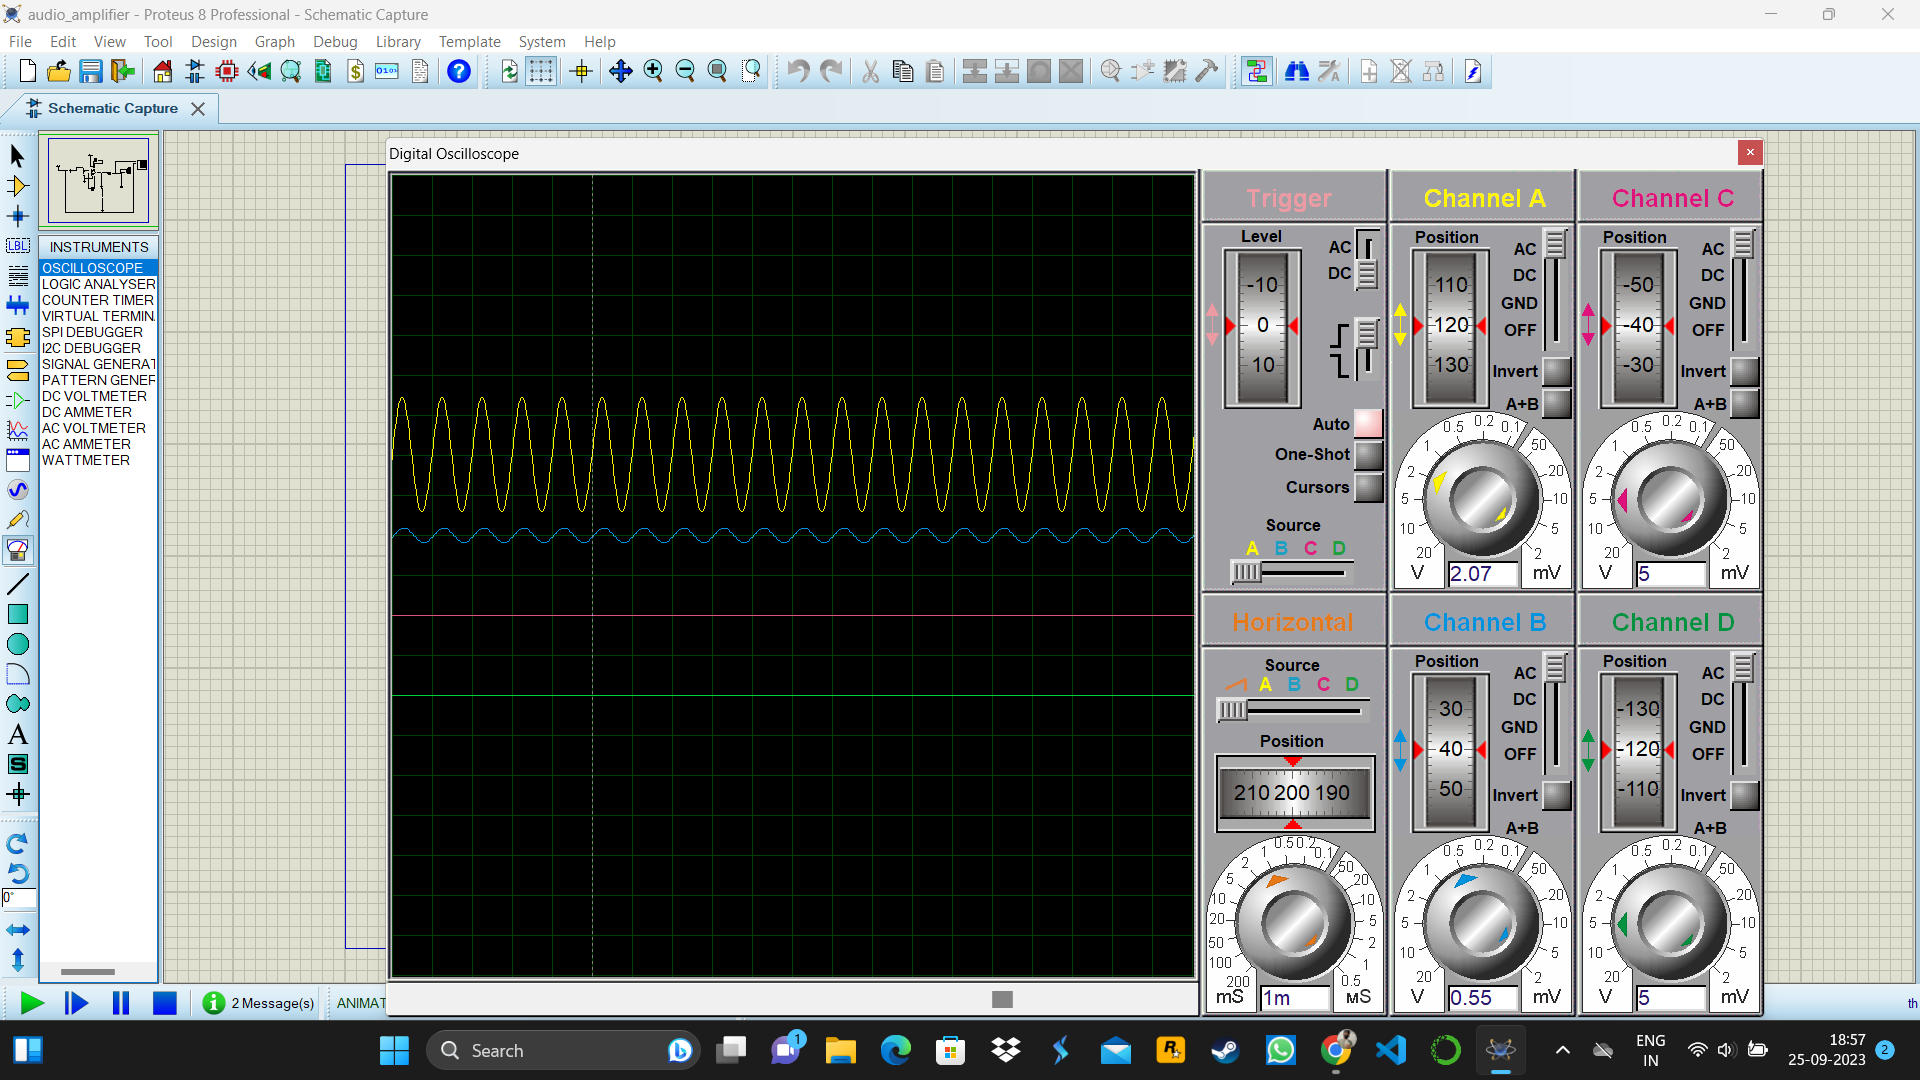 audio_amplifier - Proteus 8 Professional - Schematic Capture
File Edit View Tool Design Graph Debug Library Template System Help
Schematic Capture
INSTRUMENTS
OSCILLOSCOPE
LOGIC ANALYSER
COUNTER TIMER
VIRTUAL TERMIN
SPI DEBUGGER
I2C DEBUGGER
SIGNAL GENERAT
PATTERN GENER
DC VOLTMETER
DC AMMETER
AC VOLTMETER
AC AMMETER
WATTMETER
LBL
A
S
0°
Digital Oscilloscope
Trigger
Level
-10
0
10
AC
DC
Auto
One-Shot
Cursors
Source
A B C D
Channel A
Position
110
120
130
AC
DC
GND
OFF
Invert
A+B
20 10 5 2 1 0.5 0.2 0.1 50 20 10 5 2
V 2.07 mV
Channel C
Position
-50
-40
-30
AC
DC
GND
OFF
Invert
A+B
20 10 5 2 1 0.5 0.2 0.1 50 20 10 5 2
V 5 mV
Horizontal
Source
A B C D
Position
210 200 190
200 100 50 20 10 5 2 1 0.5 0.2 0.1 50 20 10 5 2 1 0.5
mS 1m µS
Channel B
Position
30
40
50
AC
DC
GND
OFF
Invert
A+B
20 10 5 2 1 0.5 0.2 0.1 50 20 10 5 2
V 0.55 mV
Channel D
Position
-130
-120
-110
AC
DC
GND
OFF
Invert
A+B
20 10 5 2 1 0.5 0.2 0.1 50 20 10 5 2
V 5 mV
2 Message(s) ANIMAT
th
Search
1
ENG
IN
18:57
25-09-2023
2